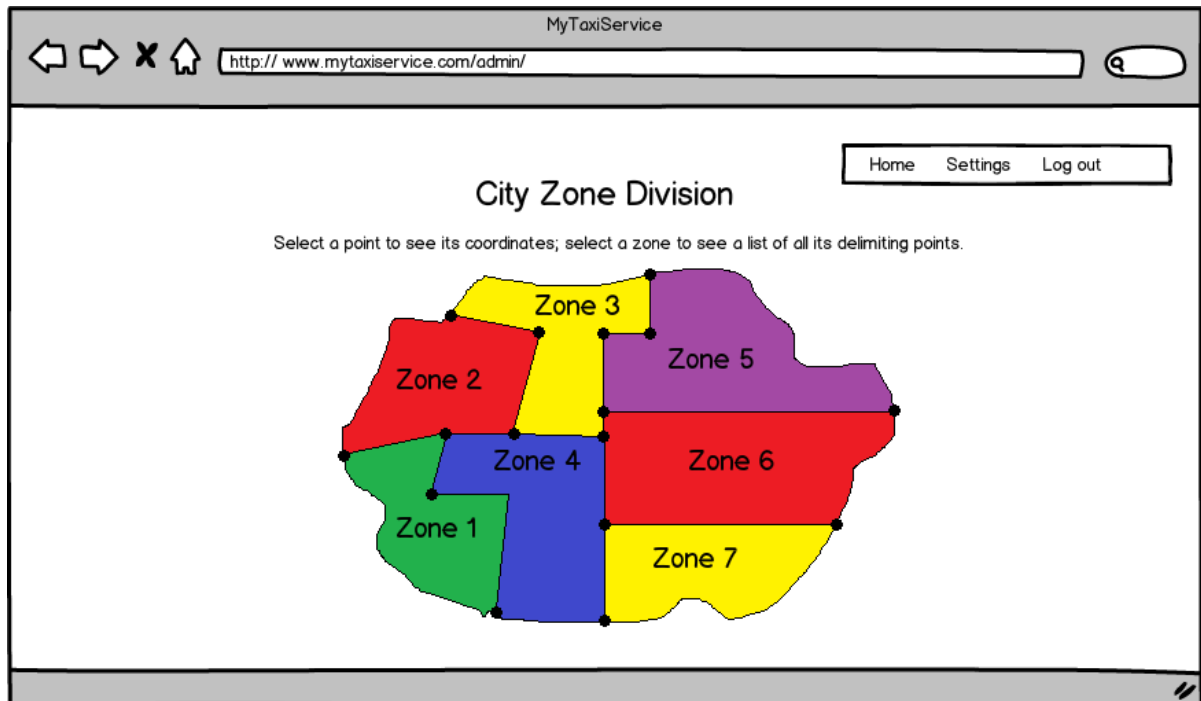 MyTaxiService
http:// www.mytaxiservice.com/admin/
Home Settings Log out
City Zone Division
Select a point to see its coordinates; select a zone to see a list of all its delimiting points.
Zone 3
Zone 5
Zone 2
Zone 4
Zone 6
Zone 1
Zone 7